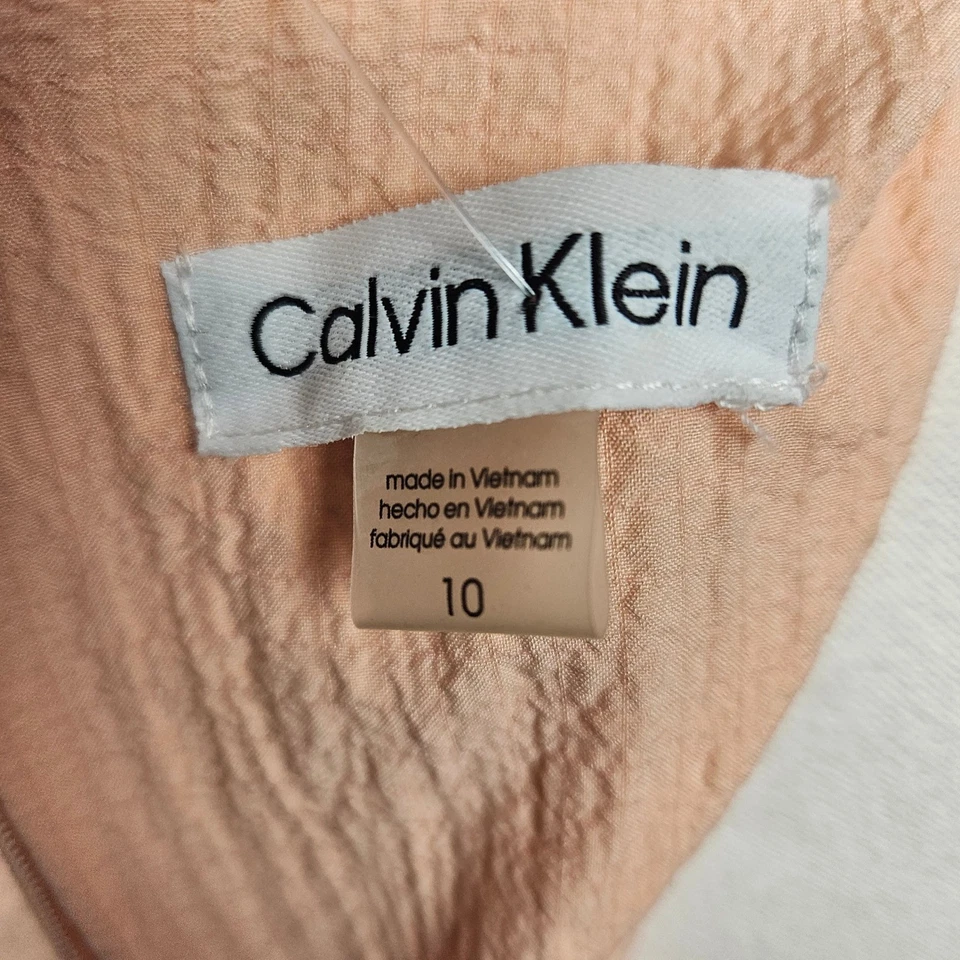 Calvin Klein
made in Vietnam
hecho en Vietnam
fabriqué au Vietnam
10